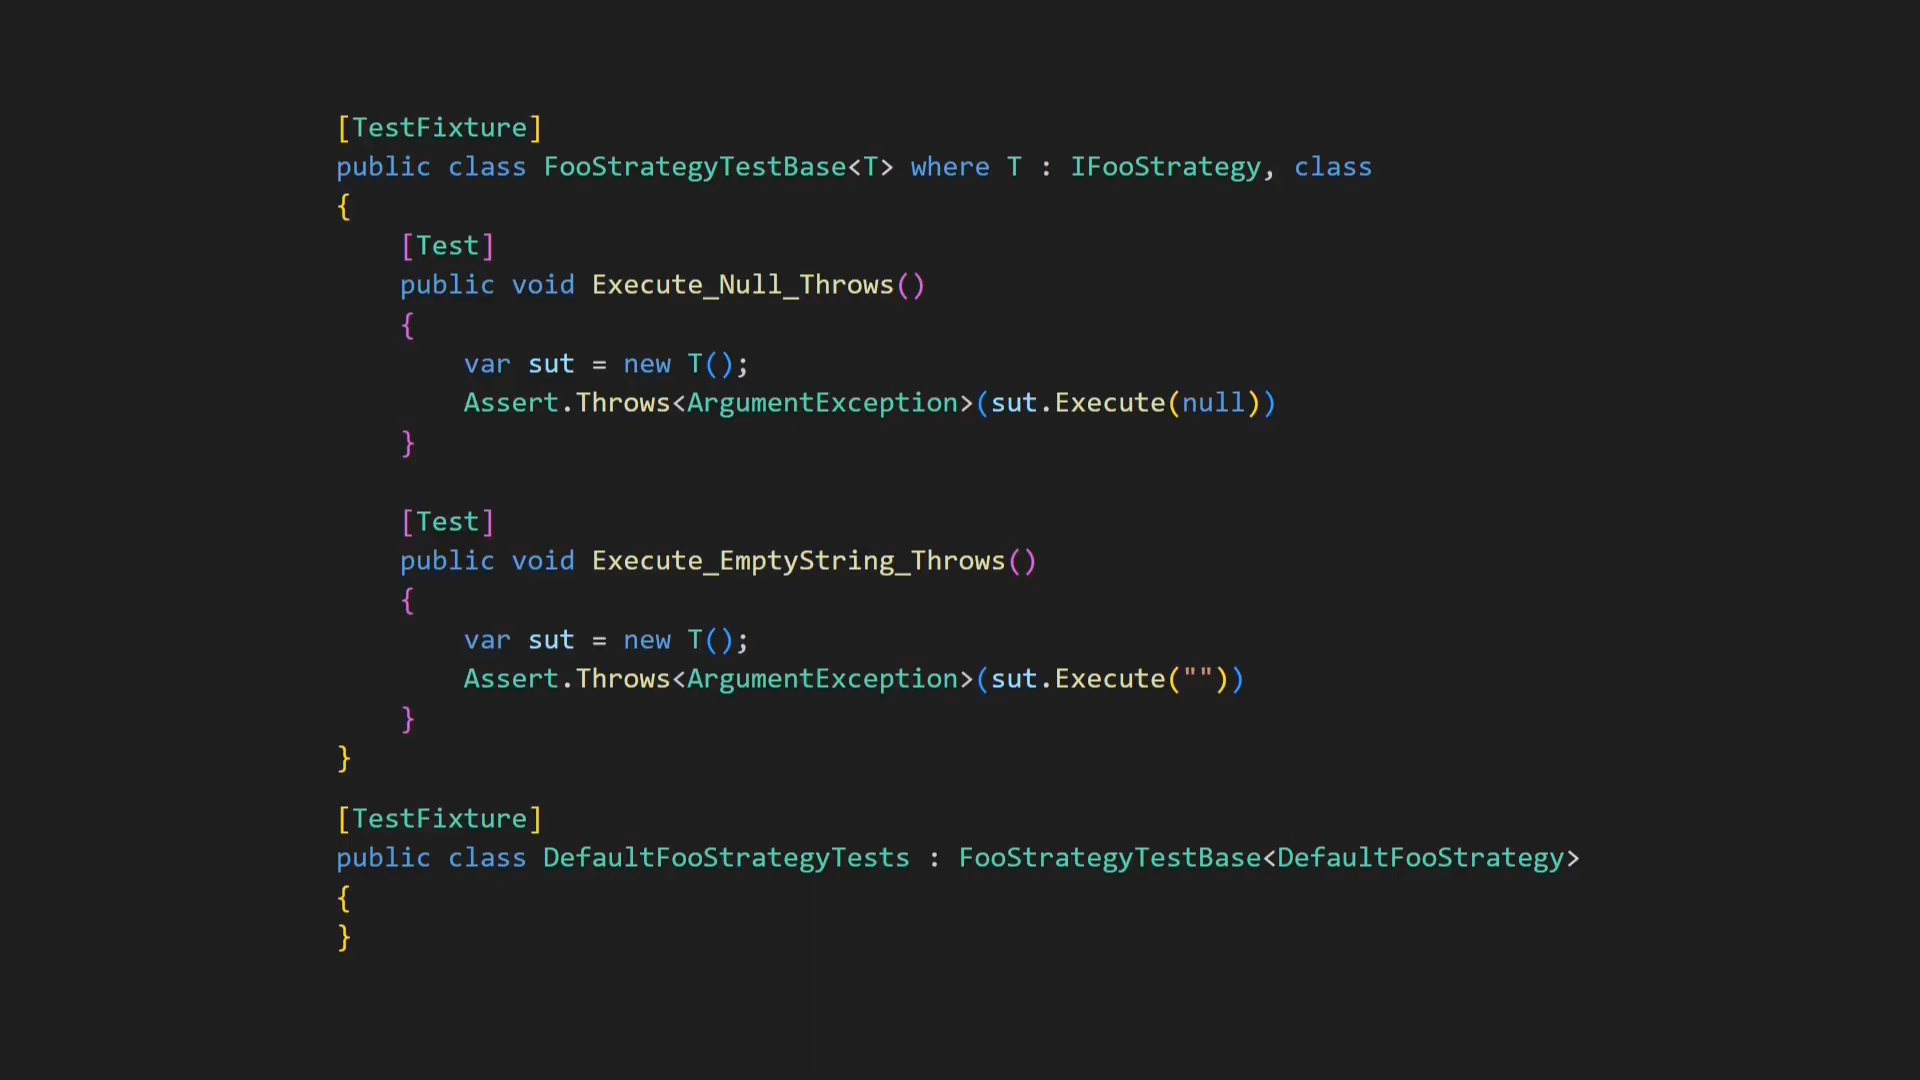 [TestFixture]
public class FooStrategyTestBase<T> where T : IFooStrategy, class
{
    [Test]
    public void Execute_Null_Throws()
    {
        var sut = new T();
        Assert.Throws<ArgumentException>(sut.Execute(null))
    }

    [Test]
    public void Execute_EmptyString_Throws()
    {
        var sut = new T();
        Assert.Throws<ArgumentException>(sut.Execute(""))
    }
}
[TestFixture]
public class DefaultFooStrategyTests : FooStrategyTestBase<DefaultFooStrategy>
{
}